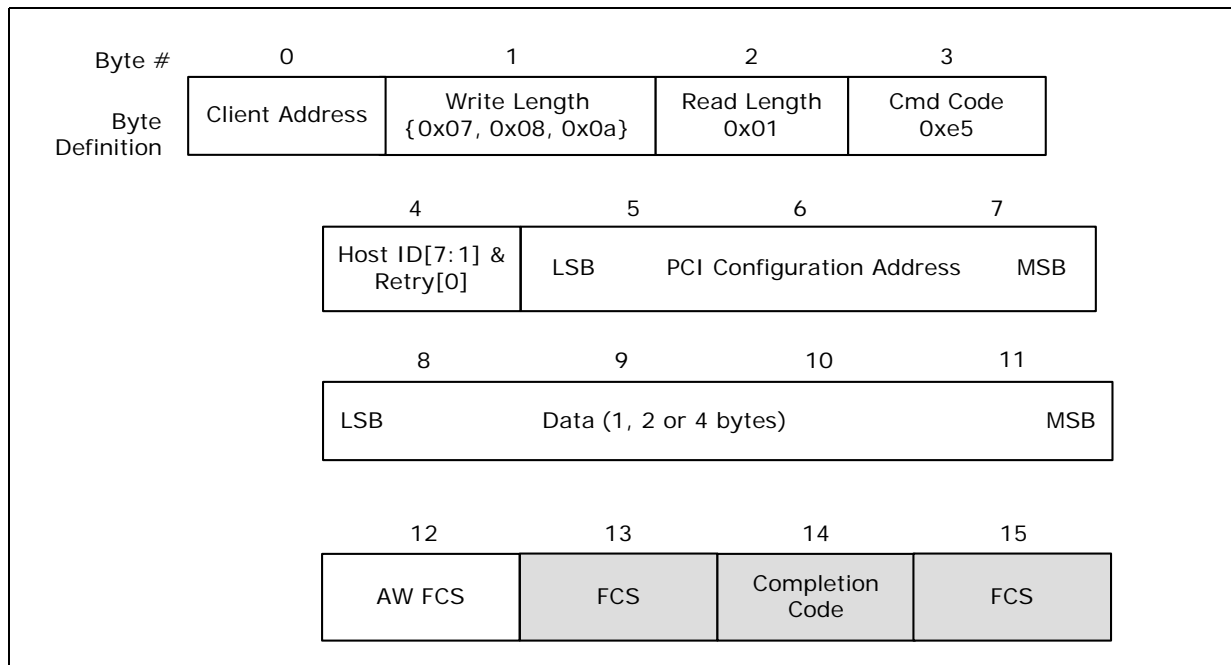 Byte # 0 1 2 3
Byte Definition
Client Address
Write Length
{0x07, 0x08, 0x0a}
Read Length
0x01
Cmd Code
0xe5
4 5 6 7
Host ID[7:1] &
Retry[0]
LSB PCI Configuration Address MSB
8 9 10 11
LSB Data (1, 2 or 4 bytes) MSB
12 13 14 15
AW FCS
FCS
Completion
Code
FCS